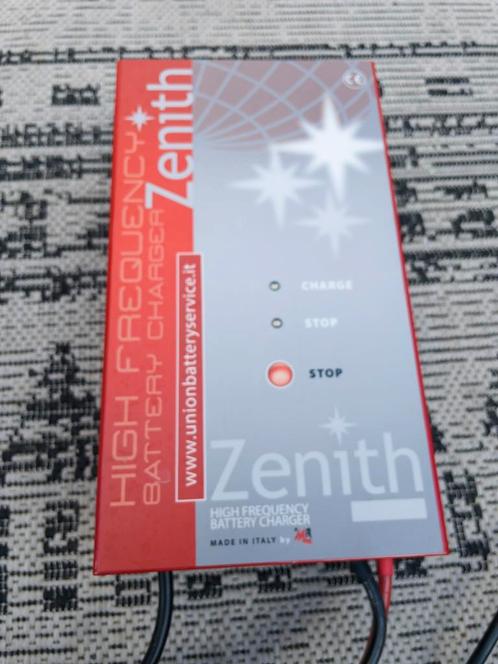 HIGH FREQUENCY
BATTERY CHARGER
Zenith
www.unionbatteryservice.it
CHARGE
STOP
STOP
Zenith
HIGH FREQUENCY
BATTERY CHARGER
MADE IN ITALY by